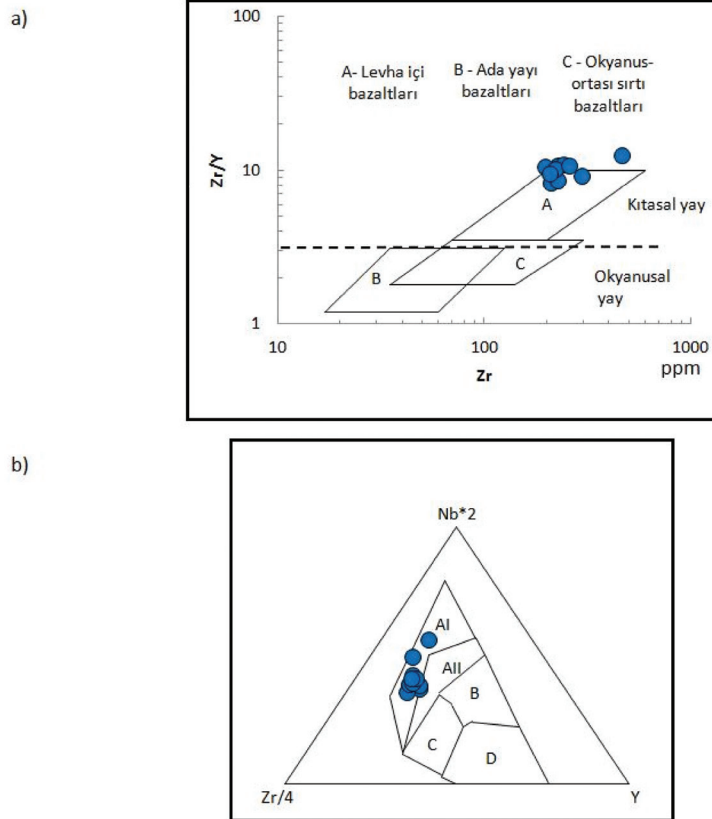 a)
100
A- Levha içi
bazaltları
B - Ada yayı
bazaltları
C - Okyanus-
ortası sırtı
bazaltları
Zr/Y
10
A
Kıtasal yay
B
C
Okyanusal
yay
1
10
100
1000
Zr
ppm
b)
Nb*2
AI
AII
B
C
D
Zr/4
Y